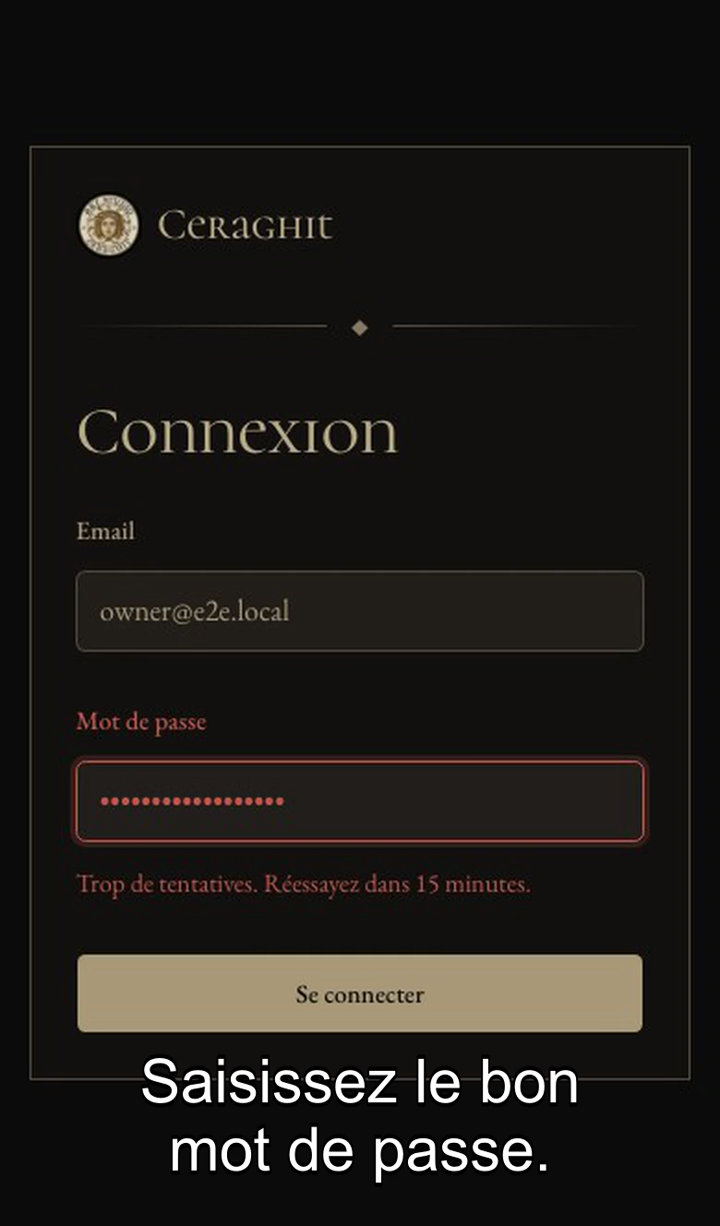 Ceraghit
Connexion
Email
owner@e2e.local
Mot de passe
••••••••••••••••••
Trop de tentatives. Réessayez dans 15 minutes.
Se connecter
Saisissez le bon
mot de passe.